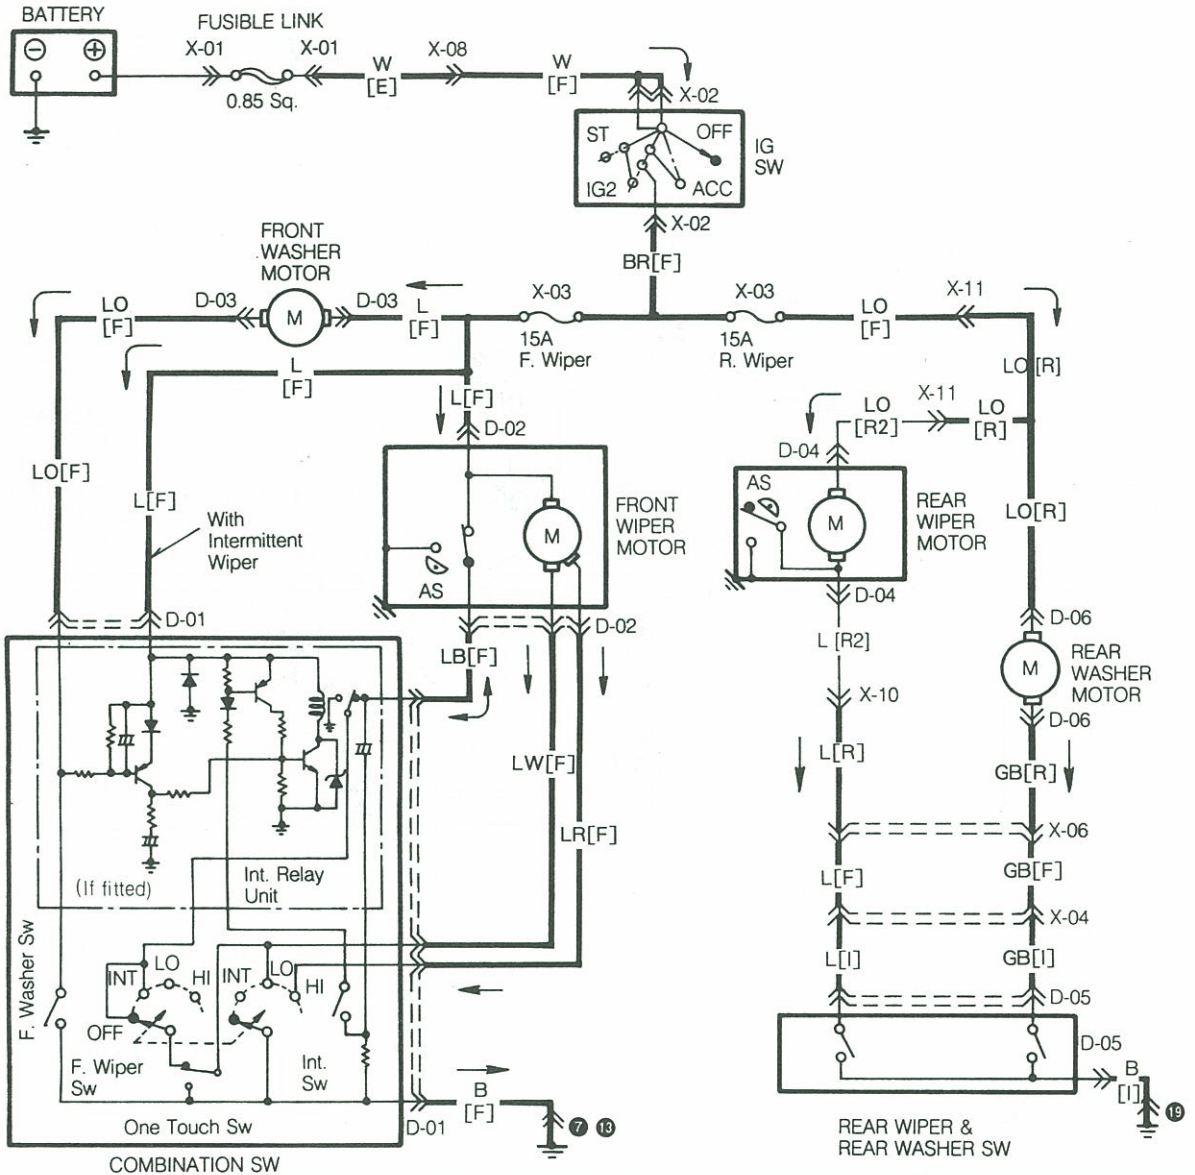 BATTERY
FUSIBLE LINK
X-01
X-01
X-08
W
[E]
W
[F]
0.85 Sq.
X-02
ST
OFF
IG
SW
IG2
ACC
X-02
BR[F]
FRONT
WASHER
MOTOR
LO
[F]
D-03
M
D-03
L
[F]
X-03
15A
F. Wiper
X-03
15A
R. Wiper
LO
[F]
X-11
L
[F]
LO[R]
L[F]
D-02
LO
[R2]
X-11
LO
[R]
D-04
LO[F]
L[F]
With
Intermittent
Wiper
M
AS
FRONT
WIPER
MOTOR
AS
M
REAR
WIPER
MOTOR
LO[R]
D-01
D-02
D-04
D-06
LB[F]
L [R2]
M
REAR
WASHER
MOTOR
X-10
D-06
LW[F]
L[R]
GB[R]
LR[F]
X-06
(If fitted)
Int. Relay
Unit
L[F]
GB[F]
X-04
F. Washer Sw
INT
LO
HI
INT
LO
HI
L[I]
GB[I]
D-05
OFF
F. Wiper
Sw
Int.
Sw
D-05
One Touch Sw
D-01
B
[F]
7 13
B
[I]
19
COMBINATION SW
REAR WIPER &
REAR WASHER SW